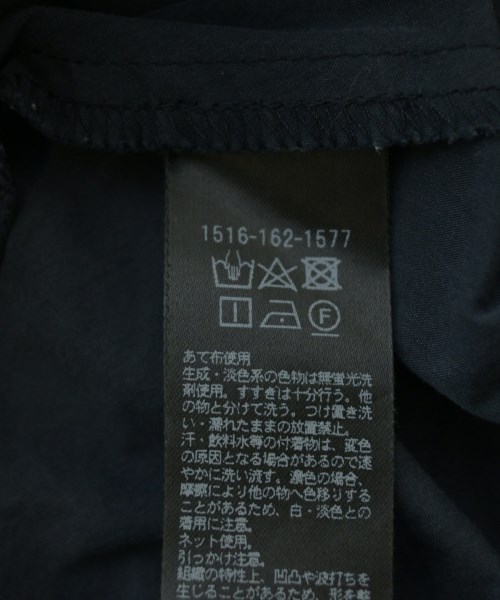 1516-162-1577
F
あて布使用
生成・淡色系の色物は無蛍光洗
剤使用。すすぎは十分行う。他
の物と分けて洗う。つけ置き洗
い・濡れたままの放置禁止。
汗・飲料水等の付着物は、変色
の原因となる場合があるので速
やかに洗い流す。濃色の場合、
摩擦により他の物へ色移りする
ことがあるため、白・淡色との
着用に注意。
ネット使用。
引っかけ注意。
組織の特性上、凹凸や波打ちを
生じることがあるため、形を整